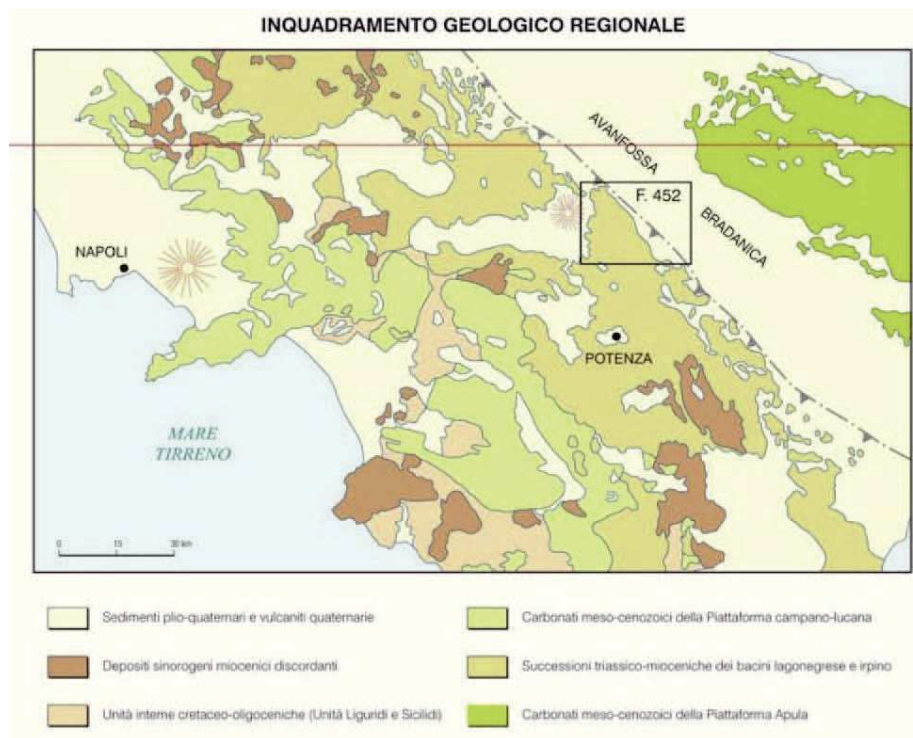 INQUADRAMENTO GEOLOGICO REGIONALE
AVANFOSSA
F. 452
BRADANICA
NAPOLI
POTENZA
MARE
TIRRENO
0 15 30 km
Sedimenti plio-quaternari e vulcaniti quaternarie
Depositi sinorogeni miocenici discordanti
Unità interne cretaceo-oligoceniche (Unità Liguridi e Sicilidi)
Carbonati meso-cenozoici della Piattaforma campano-lucana
Successioni triassico-mioceniche dei bacini lagonegrese e irpino
Carbonati meso-cenozoici della Piattaforma Apula